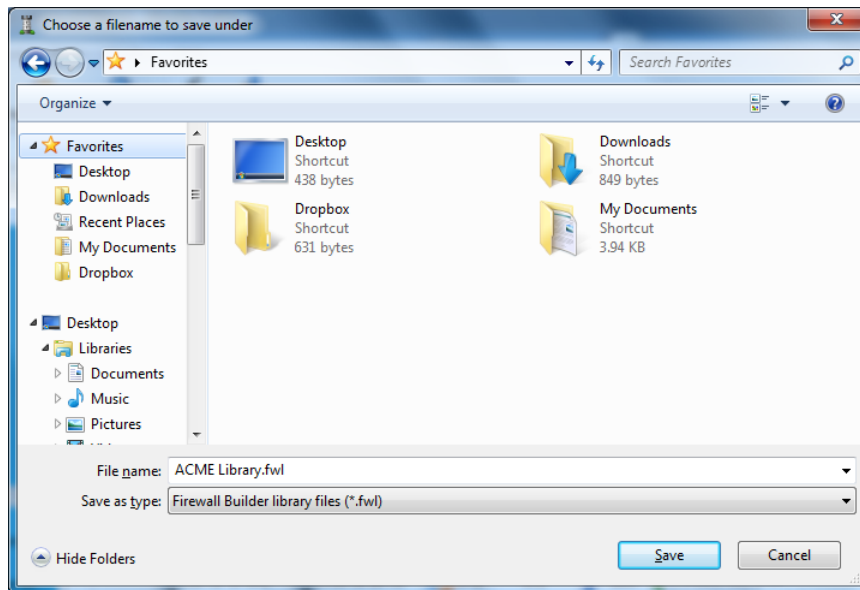 Choose a filename to save under
Favorites
Search Favorites
Organize
Favorites
Desktop
Downloads
Recent Places
My Documents
Dropbox
Desktop
Libraries
Documents
Music
Pictures
Desktop
Shortcut
438 bytes
Downloads
Shortcut
849 bytes
Dropbox
Shortcut
631 bytes
My Documents
Shortcut
3.94 KB
File name: ACME Library.fwl
Save as type: Firewall Builder library files (*.fwl)
Hide Folders
Save
Cancel